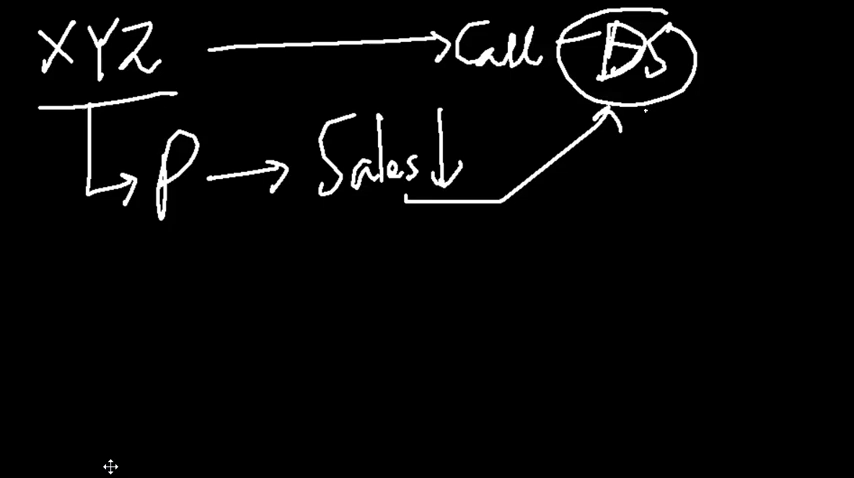 XYZ → Call DS
P → Sales ↓